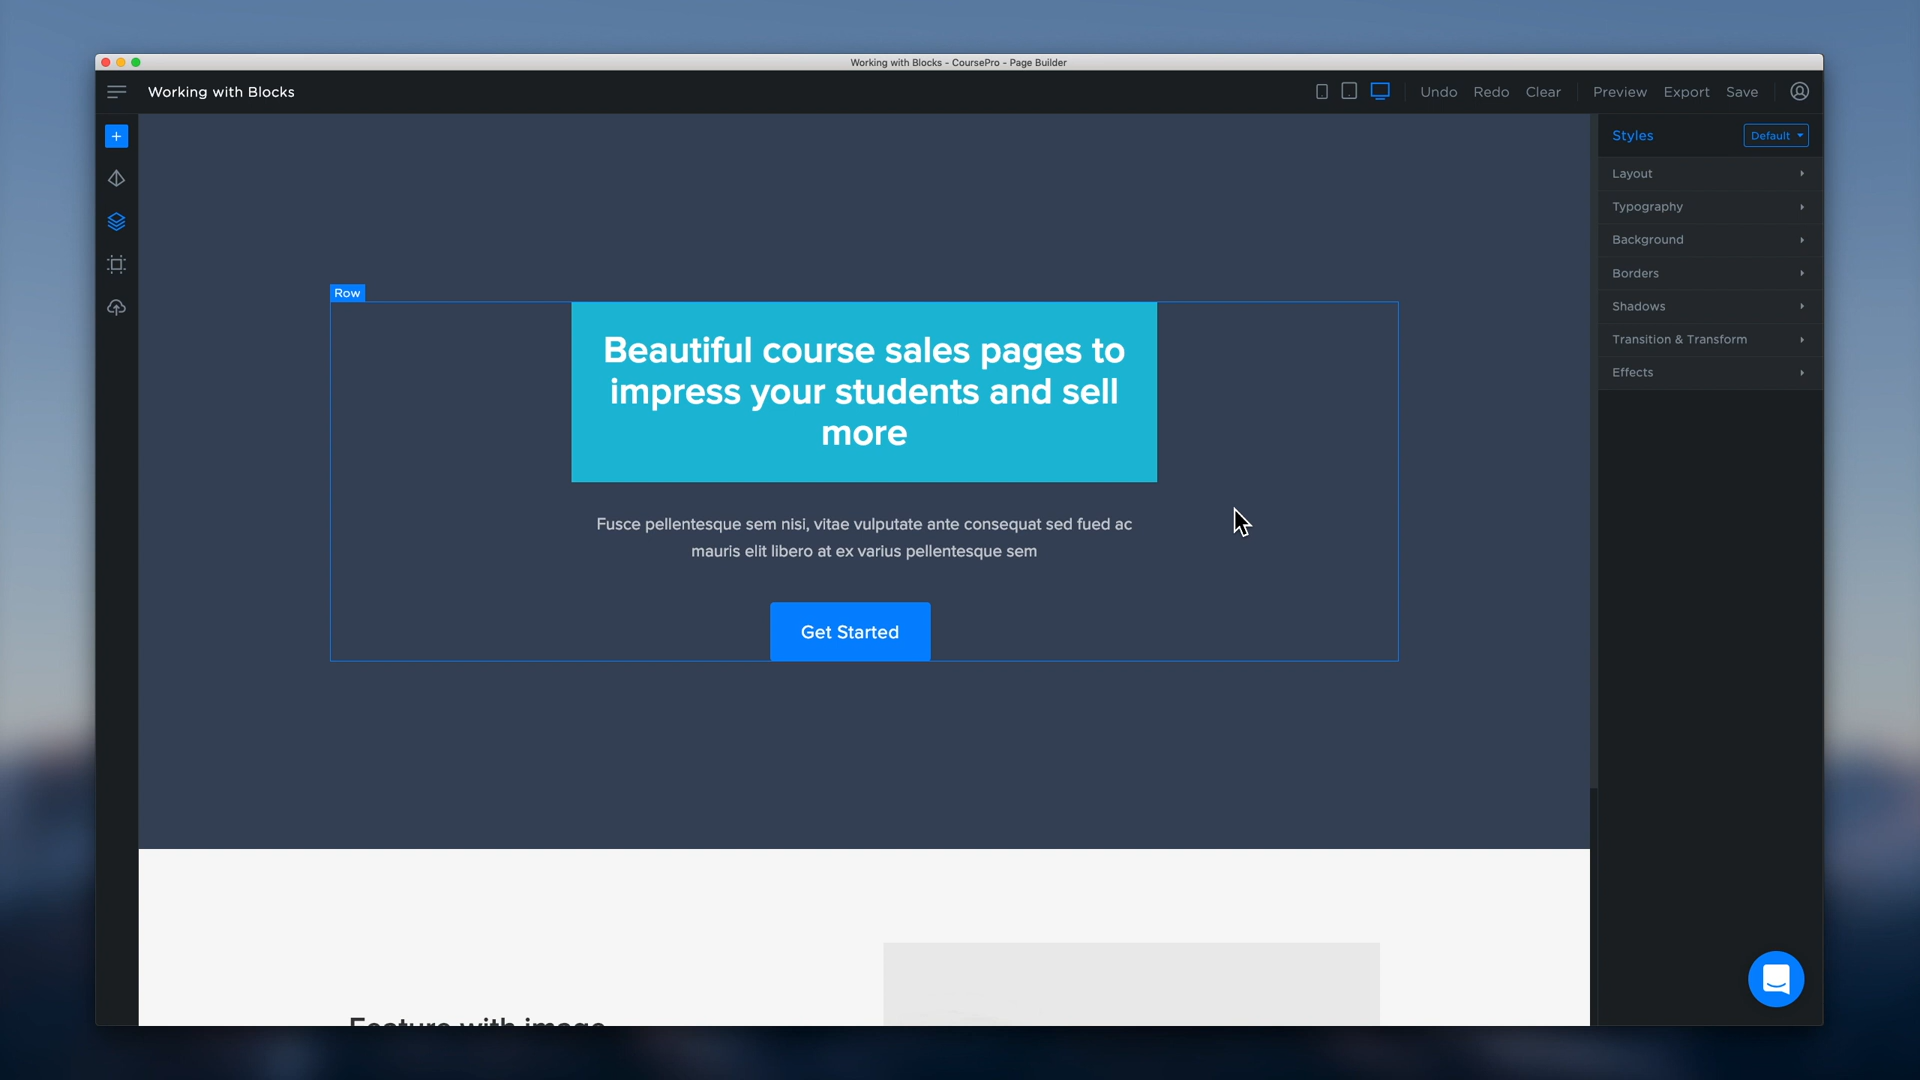 Working with Blocks - CoursePro - Page Builder
Working with Blocks
Undo Redo Clear Preview Export Save
Styles
Default
Layout
Typography
Background
Borders
Shadows
Transition & Transform
Effects
Row
Beautiful course sales pages to
impress your students and sell
more
Fusce pellentesque sem nisi, vitae vulputate ante consequat sed fued ac
mauris elit libero at ex varius pellentesque sem
Get Started
Feature with image